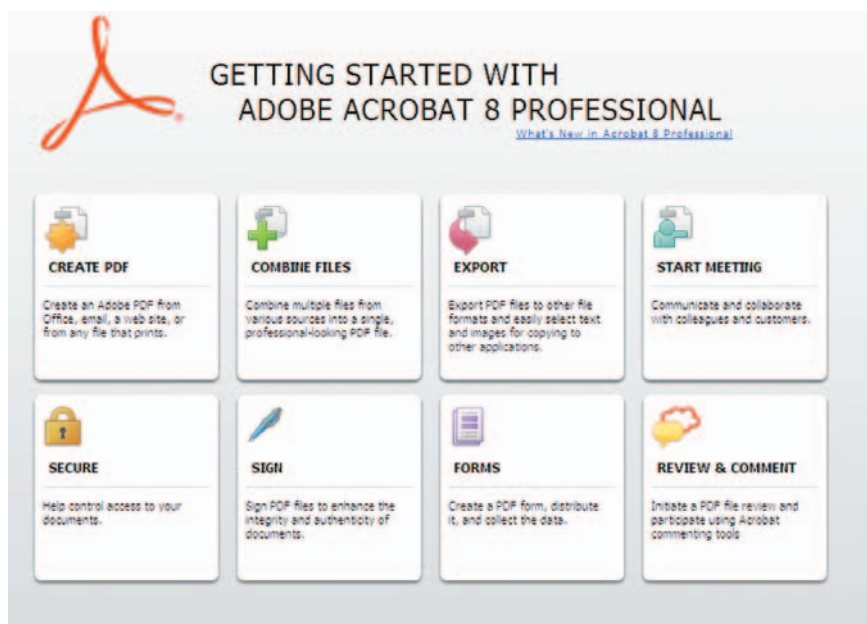 GETTING STARTED WITH
ADOBE ACROBAT 8 PROFESSIONAL
What's New in Acrobat 8 Professional
CREATE PDF
Create an Adobe PDF from
Office, email, a web site, or
from any file that prints.
COMBINE FILES
Combine multiple files from
various sources into a single,
professional-looking PDF file.
EXPORT
Export PDF files to other file
formats and easily select text
and images for copying to
other applications.
START MEETING
Communicate and collaborate
with colleagues and customers.
SECURE
Help control access to your
documents.
SIGN
Sign PDF files to enhance the
integrity and authenticity of
documents.
FORMS
Create a PDF form, distribute
it, and collect the data.
REVIEW & COMMENT
Initiate a PDF file review and
participate using Acrobat
commenting tools